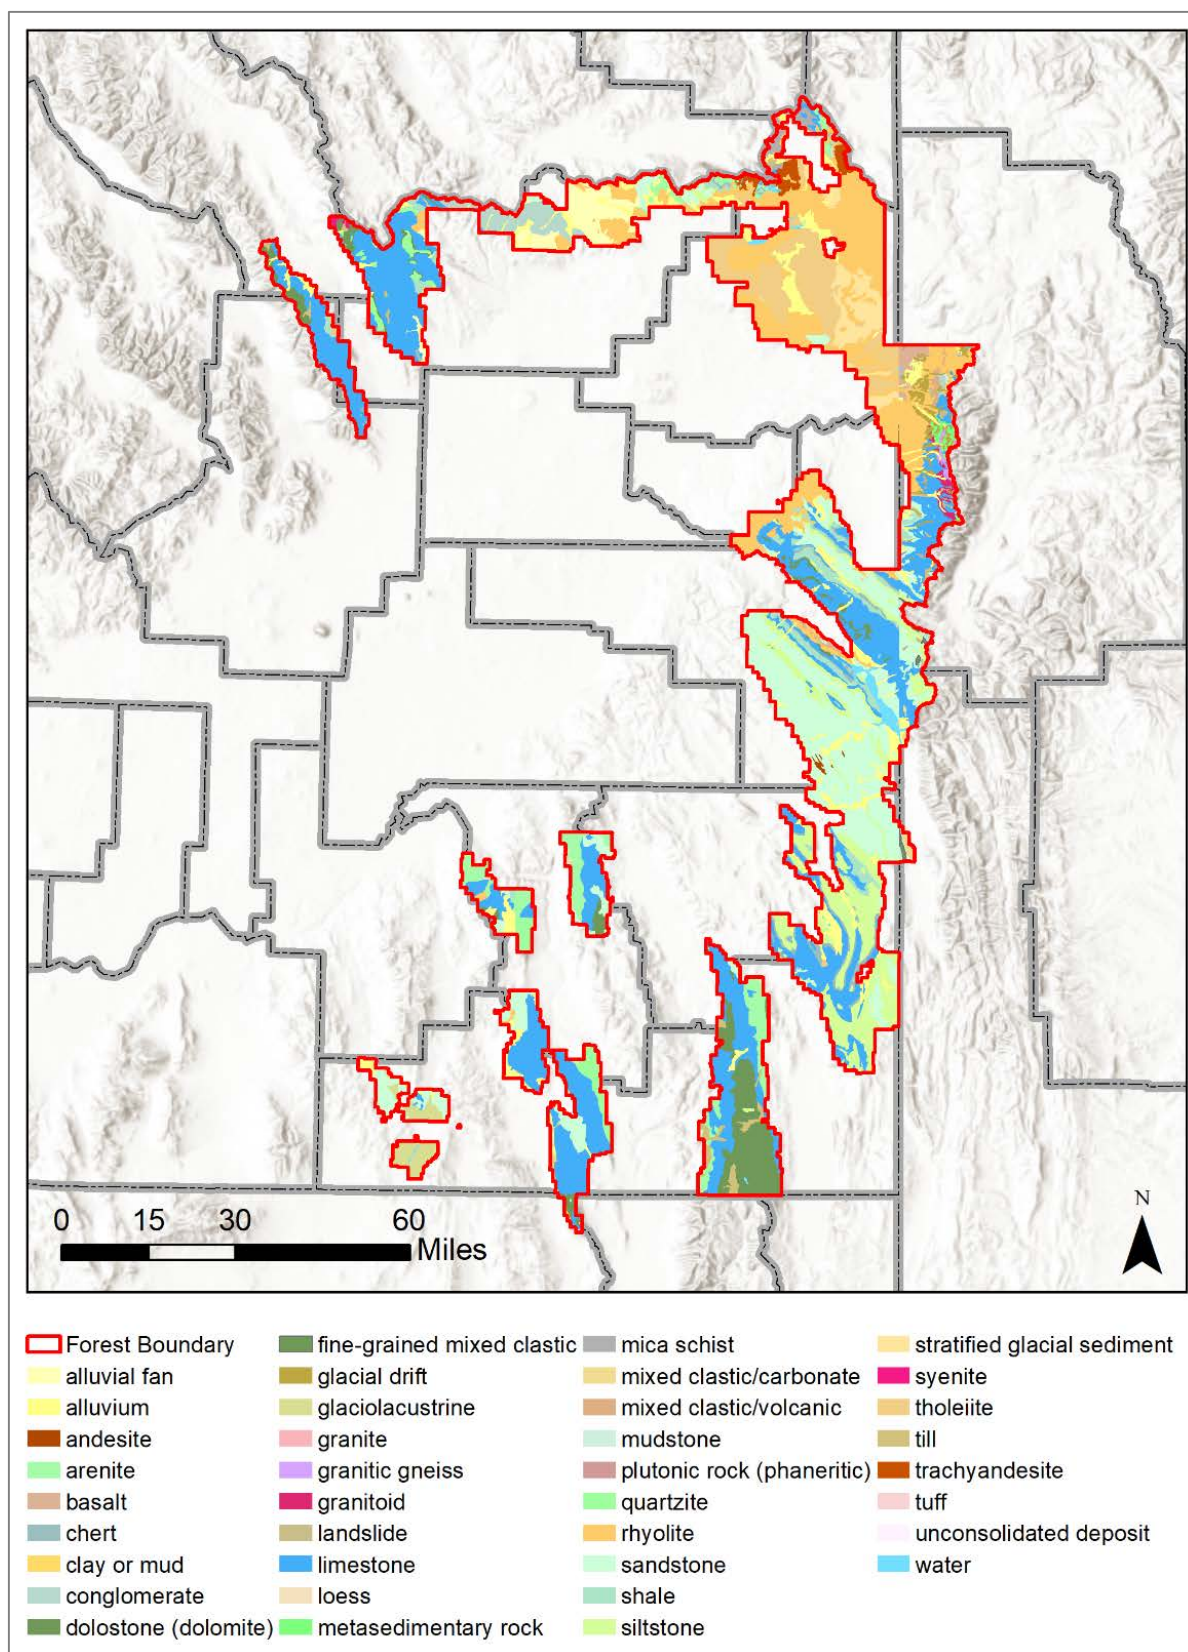 N
0 15 30 60
Miles
Forest Boundary fine-grained mixed clastic mica schist stratified glacial sediment
alluvial fan glacial drift mixed clastic/carbonate syenite
alluvium glaciolacustrine mixed clastic/volcanic tholeiite
andesite granite mudstone till
arenite granitic gneiss plutonic rock (phaneritic) trachyandesite
basalt granitoid quartzite tuff
chert landslide rhyolite unconsolidated deposit
clay or mud limestone sandstone water
conglomerate loess shale
dolostone (dolomite) metasedimentary rock siltstone